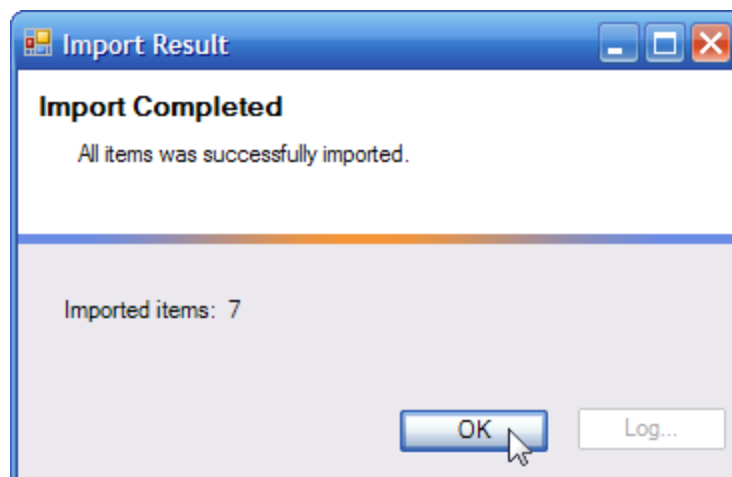 Import Result
Import Completed
All items was successfully imported.
Imported items: 7
OK
Log...